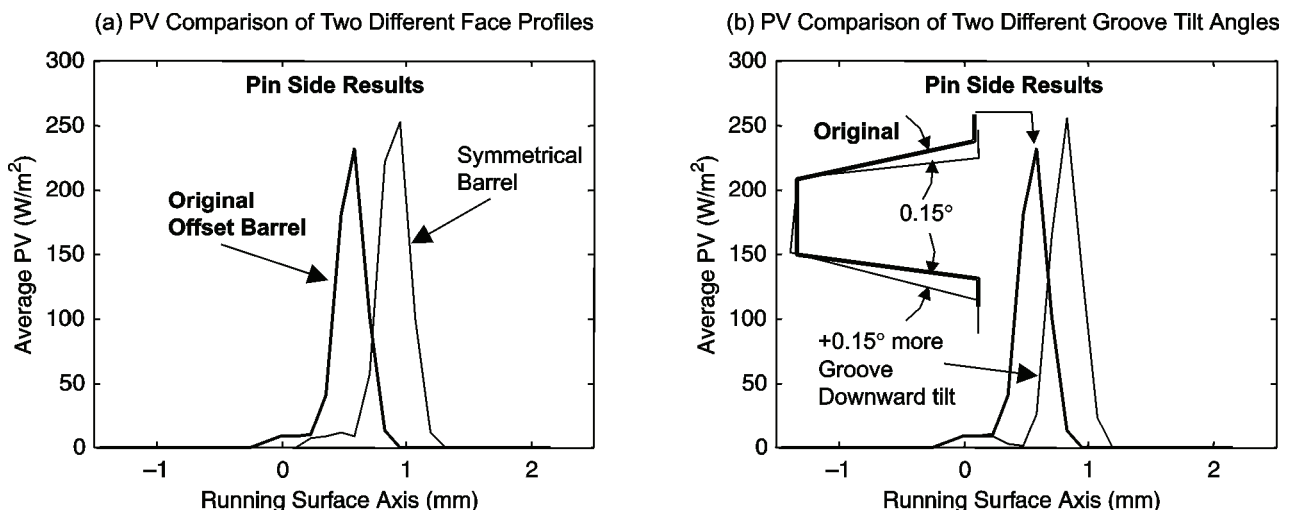 (a) PV Comparison of Two Different Face Profiles
300
250
200
150
100
50
0
Average PV (W/m²)
Pin Side Results
Original
Offset Barrel
Symmetrical
Barrel
–1
0
1
2
Running Surface Axis (mm)
(b) PV Comparison of Two Different Groove Tilt Angles
300
250
200
150
100
50
0
Average PV (W/m²)
Pin Side Results
Original
0.15°
+0.15° more
Groove
Downward tilt
–1
0
1
2
Running Surface Axis (mm)